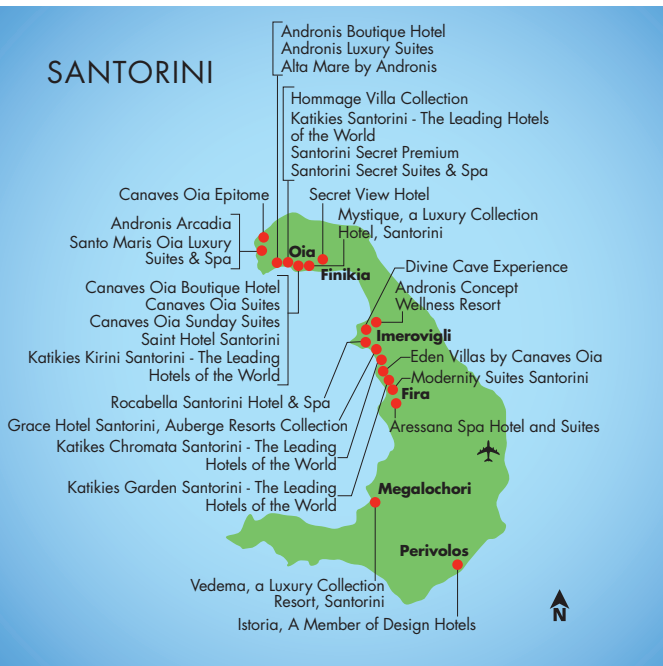 SANTORINI
Andronis Boutique Hotel
Andronis Luxury Suites
Alta Mare by Andronis
Hommage Villa Collection
Katikies Santorini - The Leading Hotels
of the World
Santorini Secret Premium
Santorini Secret Suites & Spa
Canaves Oia Epitome
Secret View Hotel
Andronis Arcadia
Santo Maris Oia Luxury
Suites & Spa
Mystique, a Luxury Collection
Hotel, Santorini
Oia
Finikia
Canaves Oia Boutique Hotel
Canaves Oia Suites
Canaves Oia Sunday Suites
Saint Hotel Santorini
Katikies Kirini Santorini - The Leading
Hotels of the World
Divine Cave Experience
Andronis Concept
Wellness Resort
Imerovigli
Eden Villas by Canaves Oia
Modernity Suites Santorini
Fira
Rocabella Santorini Hotel & Spa
Grace Hotel Santorini, Auberge Resorts Collection
Aressana Spa Hotel and Suites
Katikes Chromata Santorini - The Leading
Hotels of the World
Katikies Garden Santorini - The Leading
Hotels of the World
Megalochori
Perivolos
Vedema, a Luxury Collection
Resort, Santorini
Istoria, A Member of Design Hotels
N